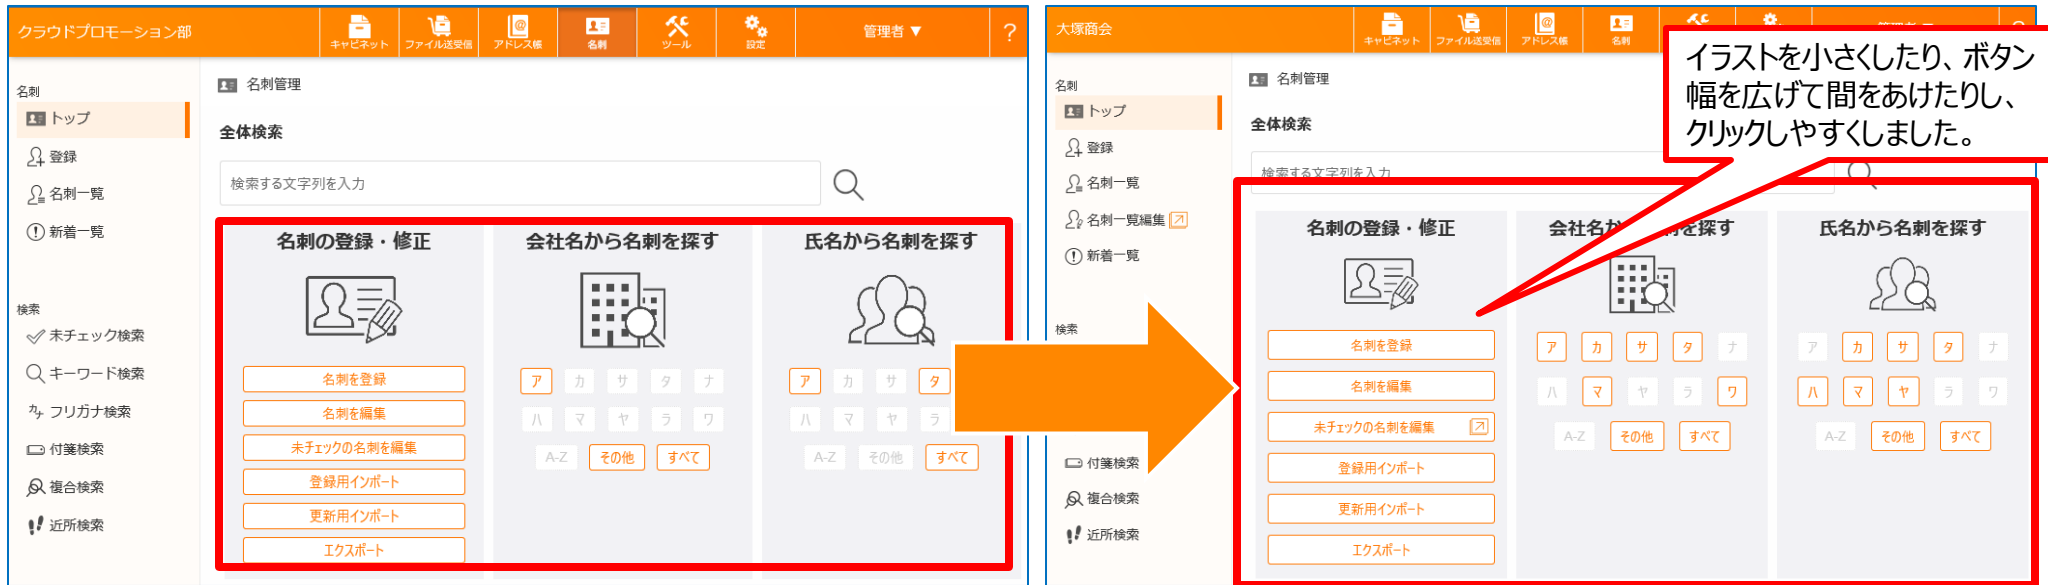 クラウドプロモーション部
キャビネット
ファイル送受信
アドレス帳
名刺
ツール
設定
管理者 ▼
?
名刺
トップ
登録
名刺一覧
新着一覧
検索
未チェック検索
キーワード検索
フリガナ検索
付箋検索
複合検索
近所検索
名刺管理
全体検索
検索する文字列を入力
名刺の登録・修正
名刺を登録
名刺を編集
未チェックの名刺を編集
登録用インポート
更新用インポート
エクスポート
会社名から名刺を探す
ア カ サ タ ナ
ハ マ ヤ ラ ワ
A-Z その他 すべて
氏名から名刺を探す
ア カ サ タ
ハ マ ヤ ラ
A-Z その他 すべて
大塚商会
キャビネット
ファイル送受信
アドレス帳
名刺
イラストを小さくしたり、ボタン
幅を広げて間をあけたりし、
クリックしやすくしました。
名刺
トップ
登録
名刺一覧
名刺一覧編集
新着一覧
検索
付箋検索
複合検索
近所検索
名刺管理
全体検索
検索する文字列を入力
名刺の登録・修正
名刺を登録
名刺を編集
未チェックの名刺を編集
登録用インポート
更新用インポート
エクスポート
会社名か を探す
ア カ サ タ ナ
ハ マ ヤ ラ ワ
A-Z その他 すべて
氏名から名刺を探す
ア カ サ タ ナ
ハ マ ヤ ラ ワ
A-Z その他 すべて